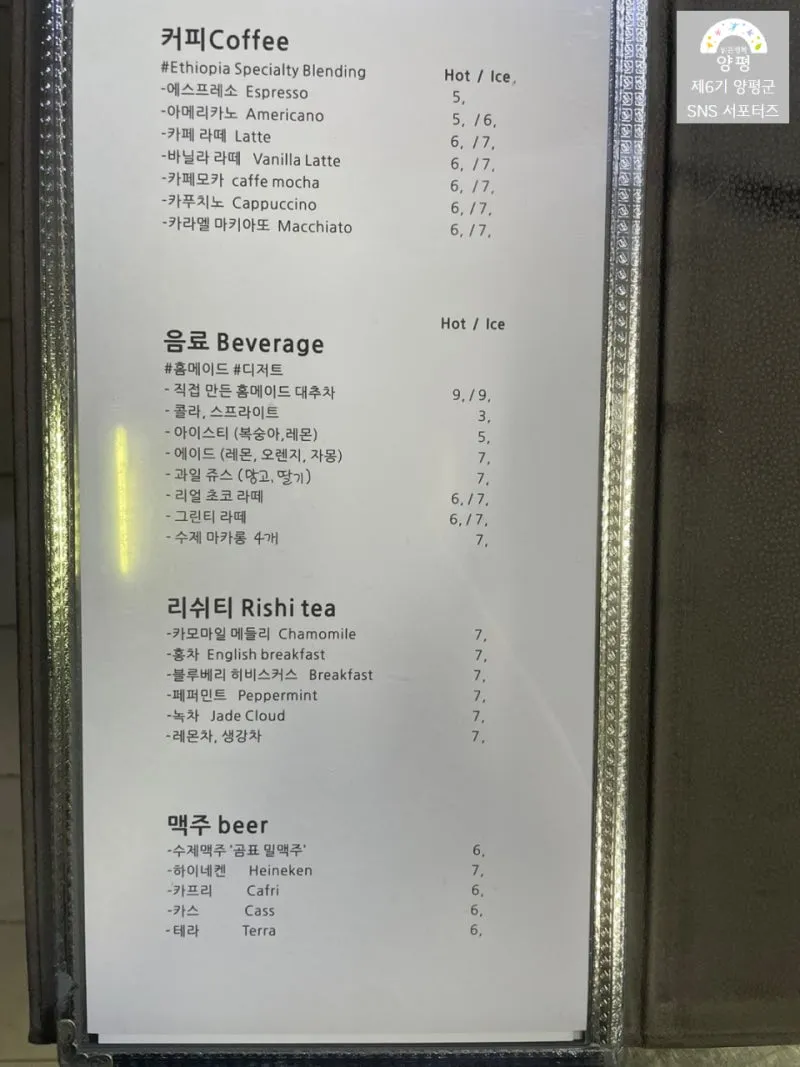 커피Coffee
#Ethiopia Specialty Blending Hot / Ice,
-에스프레소 Espresso 5,
-아메리카노 Americano 5, / 6,
-카페 라떼 Latte 6, / 7,
-바닐라 라떼 Vanilla Latte 6, / 7,
-카페모카 caffe mocha 6, / 7,
-카푸치노 Cappuccino 6, / 7,
-카라멜 마키아또 Macchiato 6, / 7,
음료 Beverage Hot / Ice
#홈메이드 #디저트
- 직접 만든 홈메이드 대추차 9, / 9,
- 콜라, 스프라이트 3,
- 아이스티 (복숭아,레몬) 5,
- 에이드 (레몬, 오렌지, 자몽) 7,
- 과일 쥬스 (망고, 딸기) 7,
- 리얼 초코 라떼 6, / 7,
- 그린티 라떼 6, / 7,
- 수제 마카롱 4개 7,
리쉬티 Rishi tea
-카모마일 메들리 Chamomile 7,
-홍차 English breakfast 7,
-블루베리 히비스커스 Breakfast 7,
-페퍼민트 Peppermint 7,
-녹차 Jade Cloud 7,
-레몬차, 생강차 7,
맥주 beer
-수제맥주 '곰표 밀맥주' 6,
-하이네켄 Heineken 7,
-카프리 Cafri 6,
-카스 Cass 6,
-테라 Terra 6,
양평
제6기 양평군
SNS 서포터즈